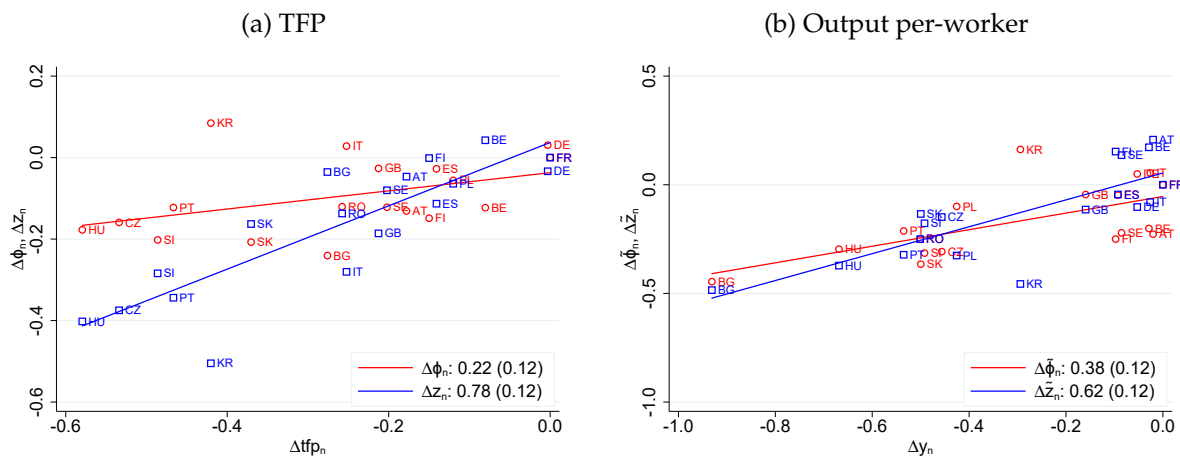 (a) TFP
Δϕₙ, Δzₙ
0.2
0.0
-0.2
-0.4
-0.6
KR
IT
DE
GB
ES
FR
BE
FI
BG
AT
PL
DE
SE
RO
SE
AT
FI
BE
HU
CZ
PT
SI
SK
SK
GB
BG
SI
IT
PT
CZ
HU
KR
Δϕₙ: 0.22 (0.12)
Δzₙ: 0.78 (0.12)
-0.6
-0.4
-0.2
0.0
Δtfpₙ
(b) Output per-worker
Δϕ̃ₙ, Δz̃ₙ
0.5
0.0
-0.5
-1.0
KR
AT
BE
SE
FR
ES
GB
GB
DE
IT
PL
SK
CZ
SI
PT
RO
BE
SE
AT
FI
HU
PT
SI
CZ
SK
PL
HU
BG
BG
KR
Δϕ̃ₙ: 0.38 (0.12)
Δz̃ₙ: 0.62 (0.12)
-1.0
-0.8
-0.6
-0.4
-0.2
0.0
Δyₙ